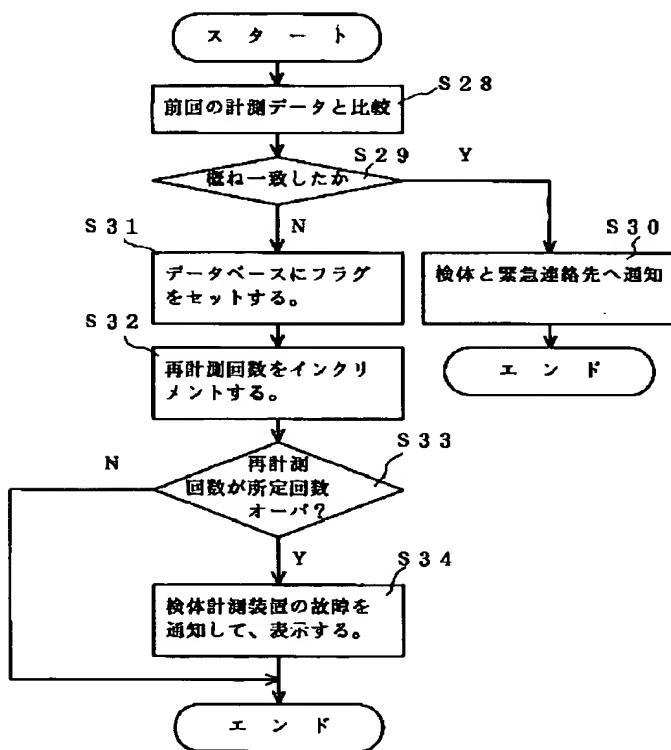 スタート
S28
前回の計測データと比較
S29
概ね一致したか
Y
N
S30
検体と緊急連絡先へ通知
エンド
S31
データベースにフラグ
をセットする。
S32
再計測回数をインクリ
メントする。
S33
再計測
回数が所定回数
オーバ?
N
Y
S34
検体計測装置の故障を
通知して、表示する。
エンド